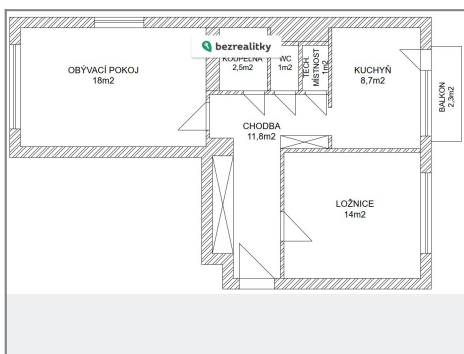 bezrealitky
OBÝVACÍ POKOJ
18m2
KOUPELNA
2,5m2
WC
1m2
TECH.
MÍSTNOST
1m2
KUCHYŇ
8,7m2
BALKON
2,3m2
CHODBA
11,8m2
LOŽNICE
14m2